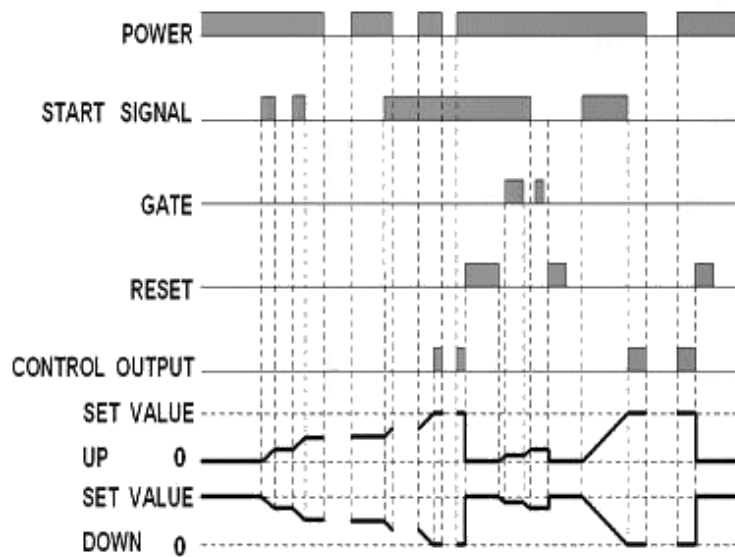 POWER
START SIGNAL
GATE
RESET
CONTROL OUTPUT
SET VALUE
UP 0
SET VALUE
DOWN 0